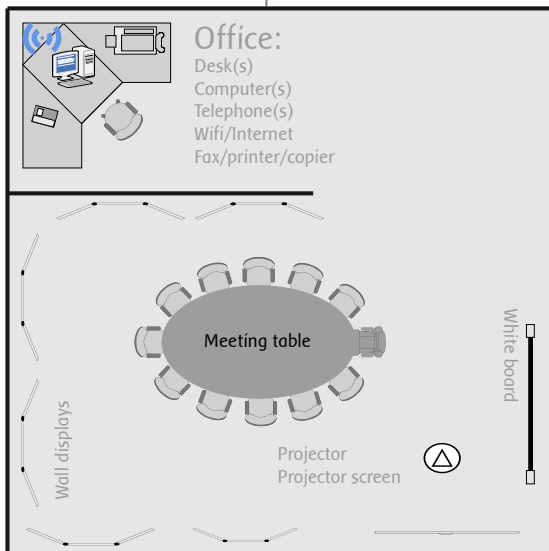 Office:
Desk(s)
Computer(s)
Telephone(s)
Wifi/Internet
Fax/printer/copier
Meeting table
White board
Wall displays
Projector
Projector screen